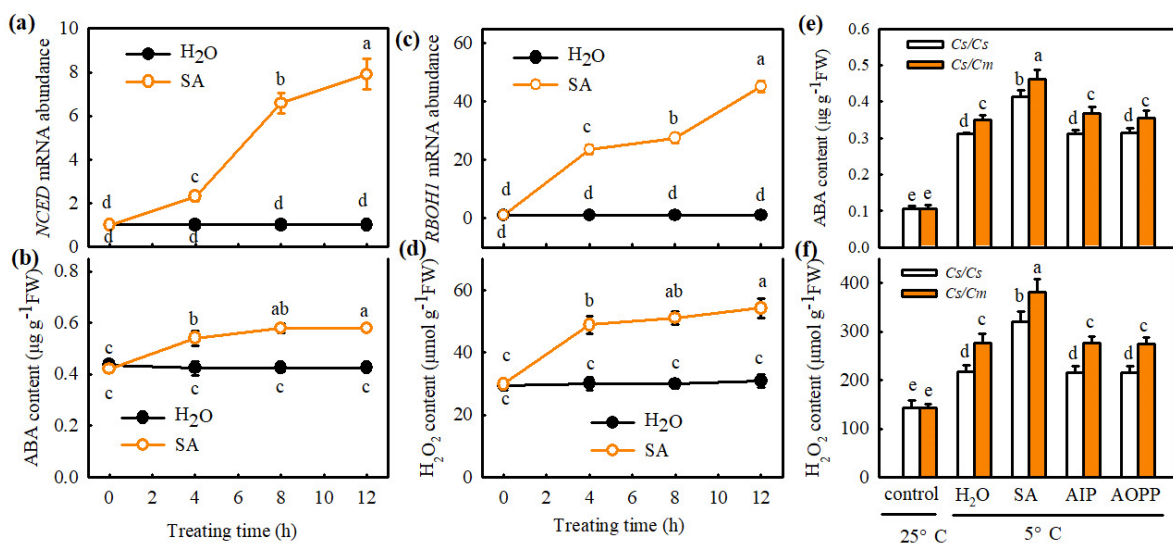 (a)
NCED mRNA abundance
10
8
6
4
2
0
H₂O
SA
d
d
c
d
b
d
a
d
(b)
ABA content (µg g⁻¹FW)
0.8
0.6
0.4
0.2
0.0
c
c
b
c
ab
c
a
c
H₂O
SA
0 2 4 6 8 10 12
Treating time (h)
(c)
RBOH1 mRNA abundance
60
40
20
0
H₂O
SA
d
d
c
d
b
d
a
d
(d)
H₂O₂ content (µmol g⁻¹FW)
60
40
20
0
c
c
b
c
ab
c
a
c
H₂O
SA
0 2 4 6 8 10 12
Treating time (h)
(e)
ABA content (µg g⁻¹FW)
0.6
0.5
0.4
0.3
0.2
0.1
0.0
Cs/Cs
Cs/Cm
e e d c b a d c d c
(f)
H₂O₂ content (µmol g⁻¹FW)
400
300
200
100
0
Cs/Cs
Cs/Cm
e e d c b a d c d c
control H₂O SA AIP AOPP
25° C 5° C